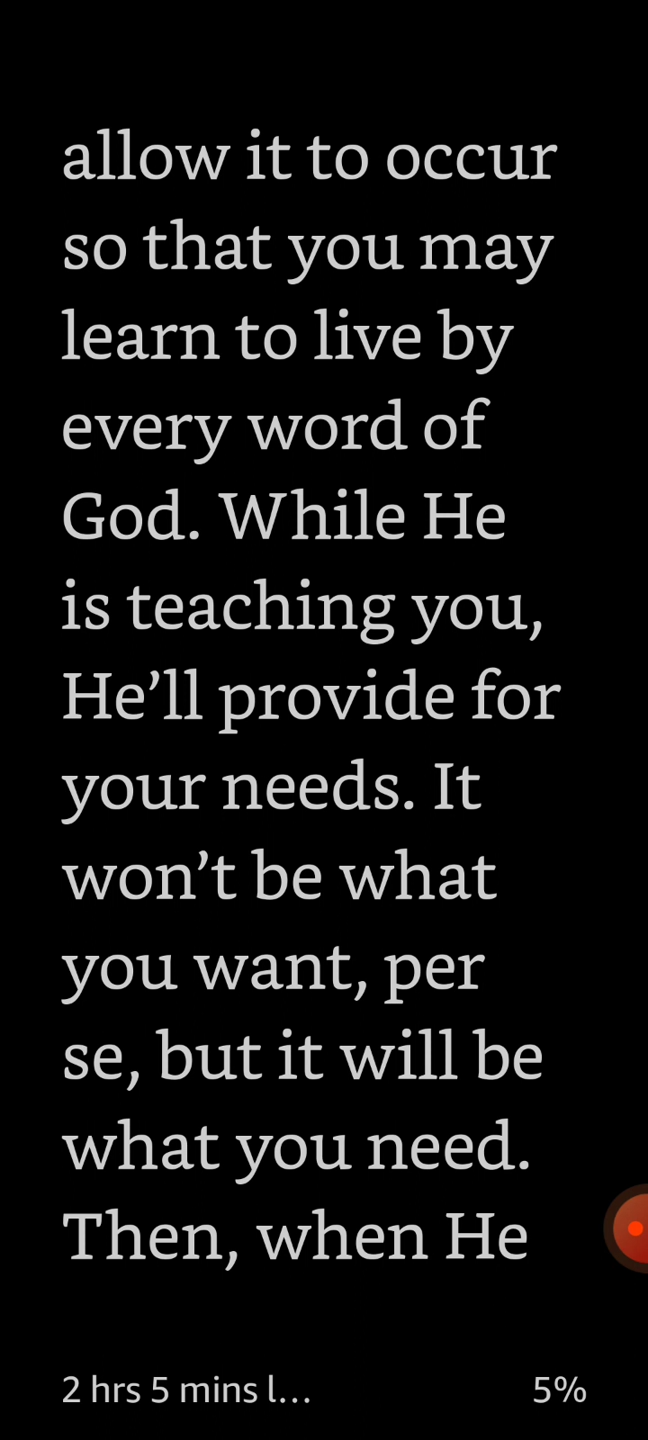 allow it to occur
so that you may
learn to live by
every word of
God. While He
is teaching you,
He’ll provide for
your needs. It
won’t be what
you want, per
se, but it will be
what you need.
Then, when He
2 hrs 5 mins l…
5%